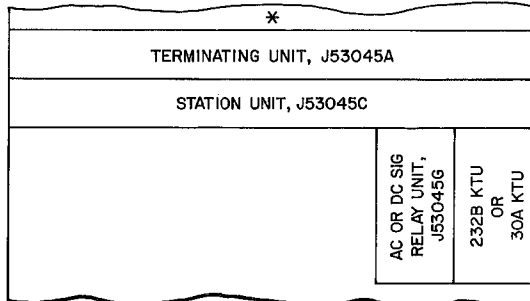 *
TERMINATING UNIT, J53045A
STATION UNIT, J53045C
AC OR DC SIG
RELAY UNIT,
J53045G
232B KTU
OR
30A KTU